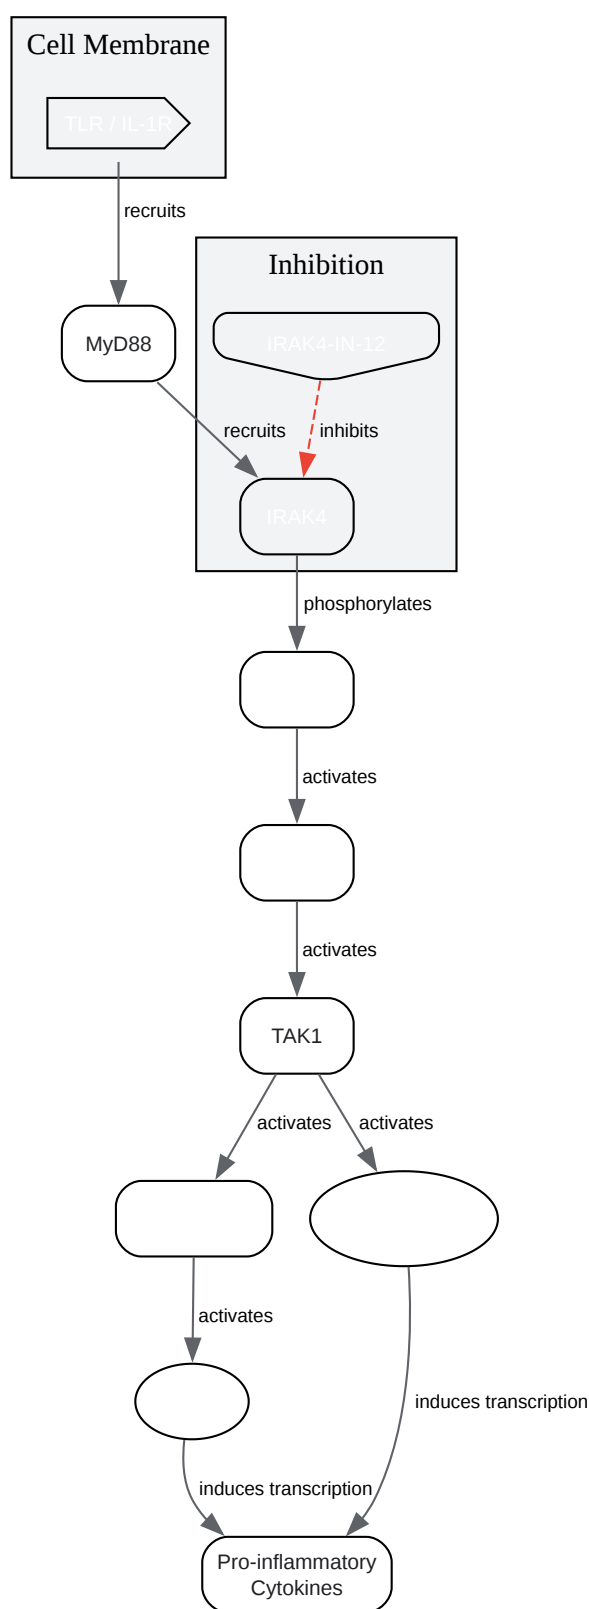 Cell Membrane
TLR / IL-1R
recruits
MyD88
Inhibition
IRAK4-IN-12
recruits
inhibits
IRAK4
phosphorylates
activates
activates
TAK1
activates
activates
activates
induces transcription
induces transcription
Pro-inflammatory
Cytokines